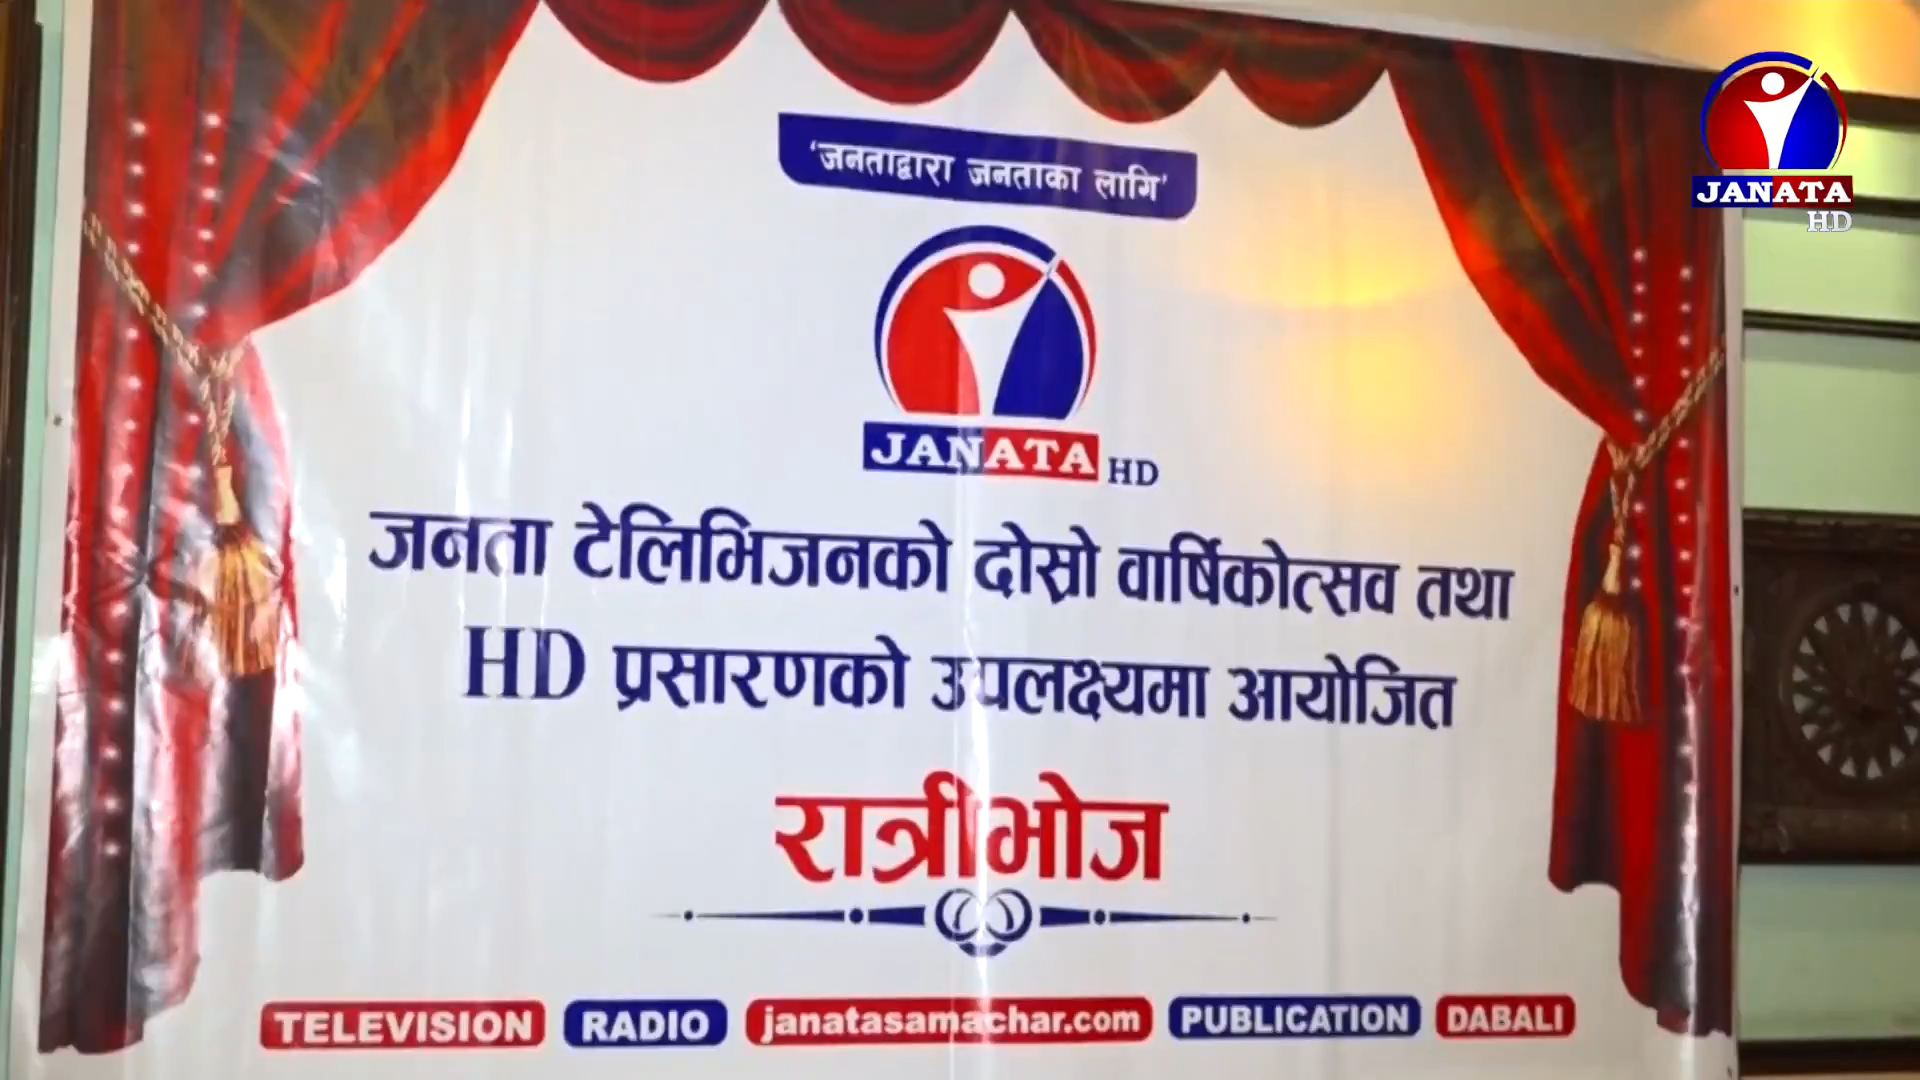 'जनताद्वारा जनताका लागि'
JANATA HD
JANATA HD
जनता टेलिभिजनको दोस्रो वार्षिकोत्सव तथा
HD प्रसारणको उपलक्ष्यमा आयोजित
रात्रीभोज
TELEVISION RADIO janatasamachar.com PUBLICATION DABALI